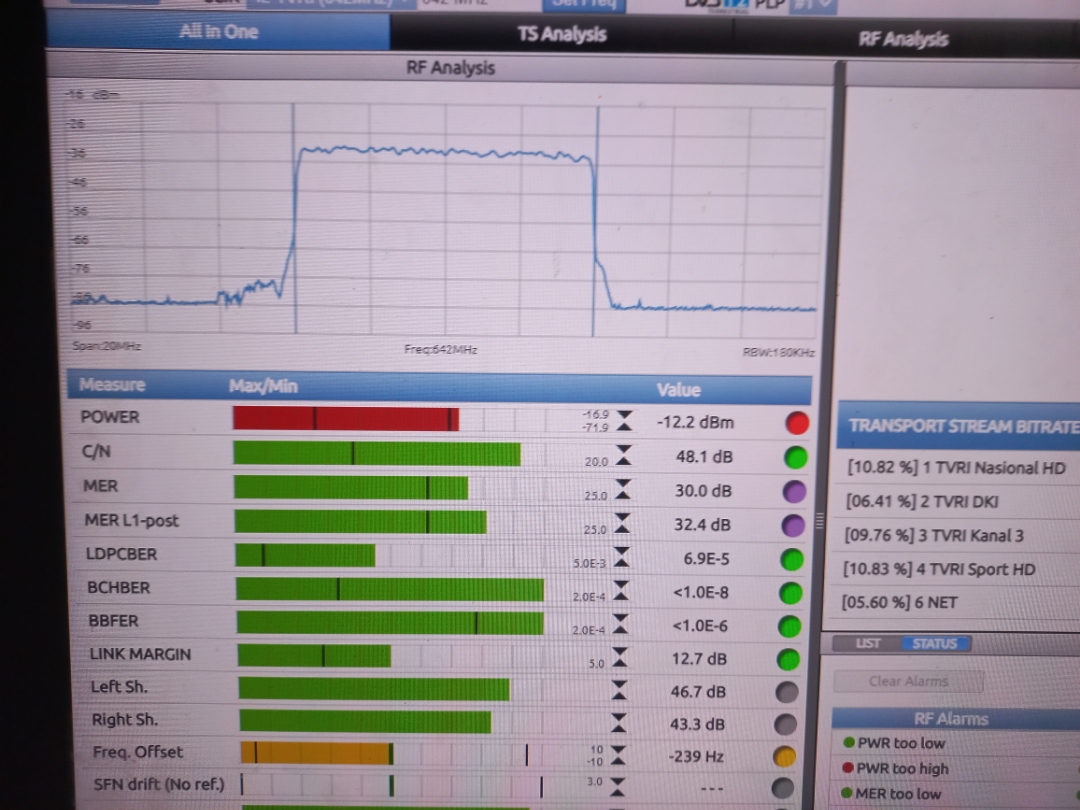 642 MHz
Set Freq
PLP
All in One
TS Analysis
RF Analysis
RF Analysis
-16 dBm
-26
-36
-46
-56
-66
-76
-96
Span:20MHz
Freq:642MHz
RBW:180KHz
Measure
Max/Min
Value
POWER
-16.9
-71.9
-12.2 dBm
C/N
20.0
48.1 dB
MER
25.0
30.0 dB
MER L1-post
25.0
32.4 dB
LDPCBER
5.0E-3
6.9E-5
BCHBER
2.0E-4
<1.0E-8
BBFER
2.0E-4
<1.0E-6
LINK MARGIN
5.0
12.7 dB
Left Sh.
46.7 dB
Right Sh.
43.3 dB
Freq. Offset
10
-10
-239 Hz
SFN drift (No ref.)
3.0
---
TRANSPORT STREAM BITRATE
[10.82 %] 1 TVRI Nasional HD
[06.41 %] 2 TVRI DKI
[09.76 %] 3 TVRI Kanal 3
[10.83 %] 4 TVRI Sport HD
[05.60 %] 6 NET
LIST
STATUS
Clear Alarms
RF Alarms
PWR too low
PWR too high
MER too low